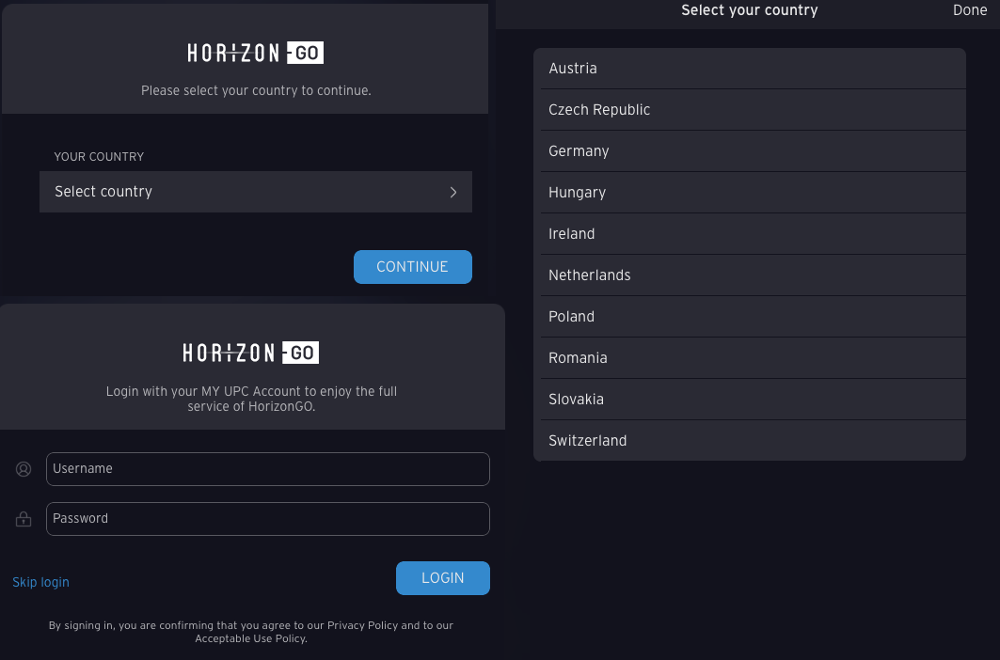 HORIZON GO
Please select your country to continue.
YOUR COUNTRY
Select country
CONTINUE
HORIZON GO
Login with your MY UPC Account to enjoy the full
service of HorizonGO.
Username
Password
Skip login
LOGIN
By signing in, you are confirming that you agree to our Privacy Policy and to our
Acceptable Use Policy.
Select your country
Done
Austria
Czech Republic
Germany
Hungary
Ireland
Netherlands
Poland
Romania
Slovakia
Switzerland